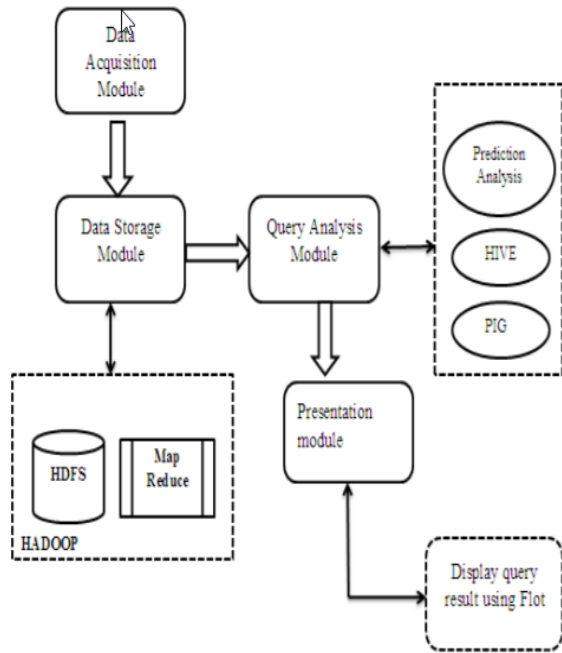 Data
Acquisition
Module
Data Storage
Module
Query Analysis
Module
Prediction
Analysis
HIVE
PIG
Presentation
module
HDFS
Map
Reduce
HADOOP
Display query
result using Flot